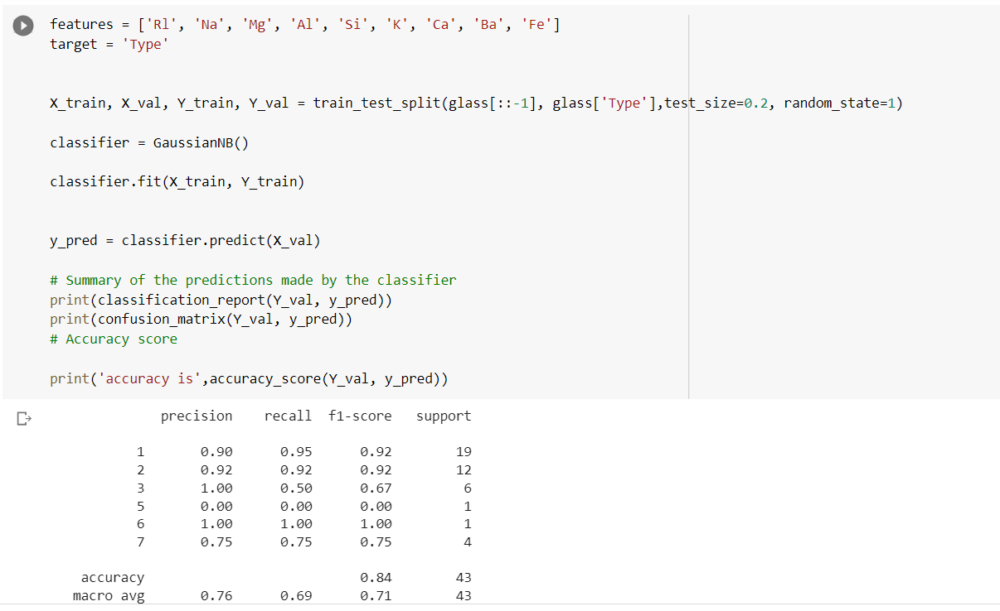 features = ['Rl', 'Na', 'Mg', 'Al', 'Si', 'K', 'Ca', 'Ba', 'Fe']
target = 'Type'
X_train, X_val, Y_train, Y_val = train_test_split(glass[::-1], glass['Type'],test_size=0.2, random_state=1)
classifier = GaussianNB()
classifier.fit(X_train, Y_train)
y_pred = classifier.predict(X_val)
# Summary of the predictions made by the classifier
print(classification_report(Y_val, y_pred))
print(confusion_matrix(Y_val, y_pred))
# Accuracy score
print('accuracy is',accuracy_score(Y_val, y_pred))
precision recall f1-score support
1 0.90 0.95 0.92 19
2 0.92 0.92 0.92 12
3 1.00 0.50 0.67 6
5 0.00 0.00 0.00 1
6 1.00 1.00 1.00 1
7 0.75 0.75 0.75 4
accuracy 0.84 43
macro avg 0.76 0.69 0.71 43